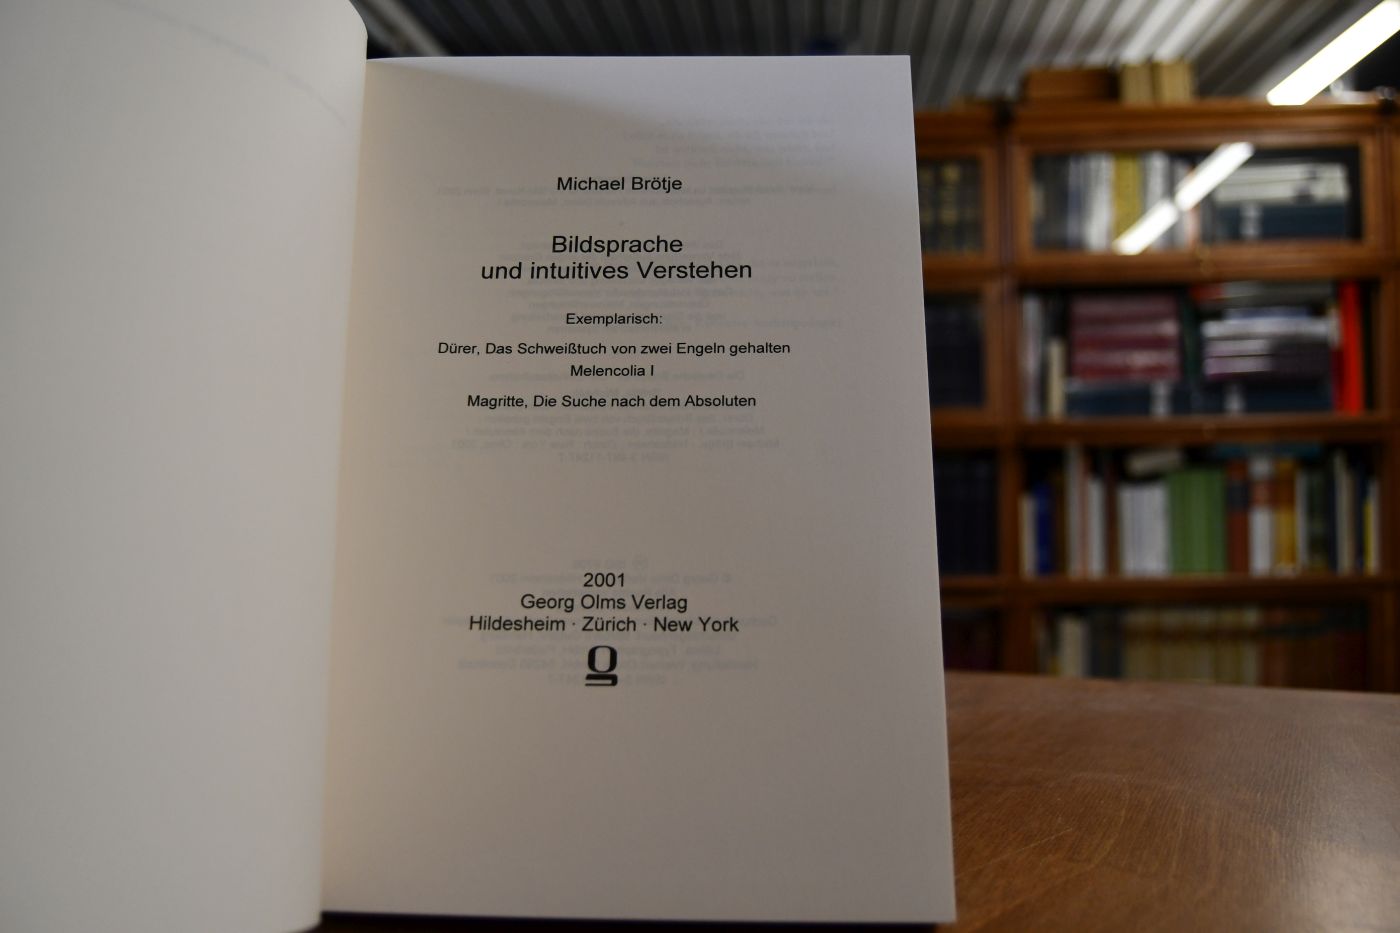 Michael Brötje
Bildsprache
und intuitives Verstehen
Exemplarisch:
Dürer, Das Schweißtuch von zwei Engeln gehalten
Melencolia I
Magritte, Die Suche nach dem Absoluten
2001
Georg Olms Verlag
Hildesheim · Zürich · New York